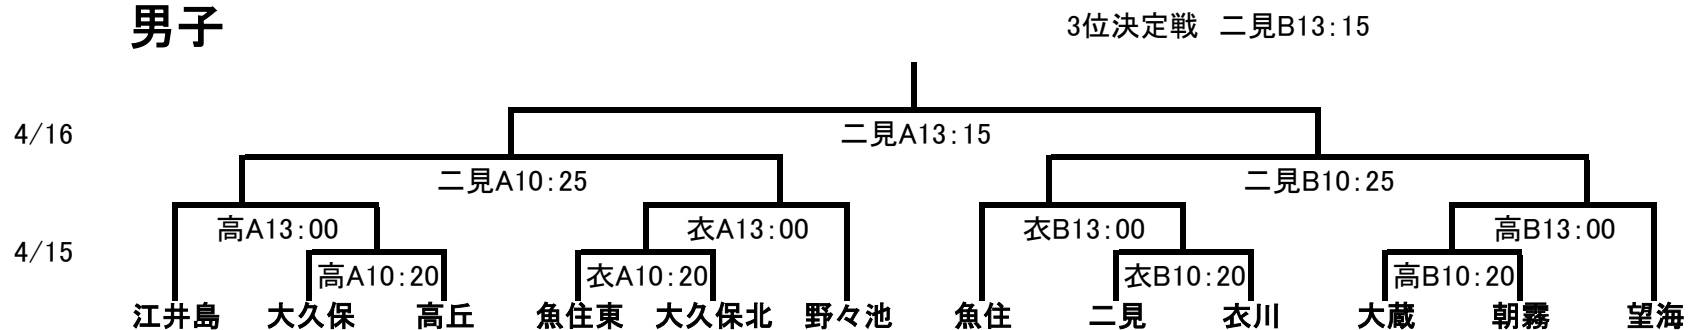 男子
3位決定戦 二見B13:15
4/16
二見A13:15
二見A10:25 二見B10:25
高A13:00 衣A13:00 衣B13:00 高B13:00
4/15
高A10:20 衣A10:20 衣B10:20 高B10:20
江井島 大久保 高丘 魚住東 大久保北 野々池 魚住 二見 衣川 大蔵 朝霧 望海